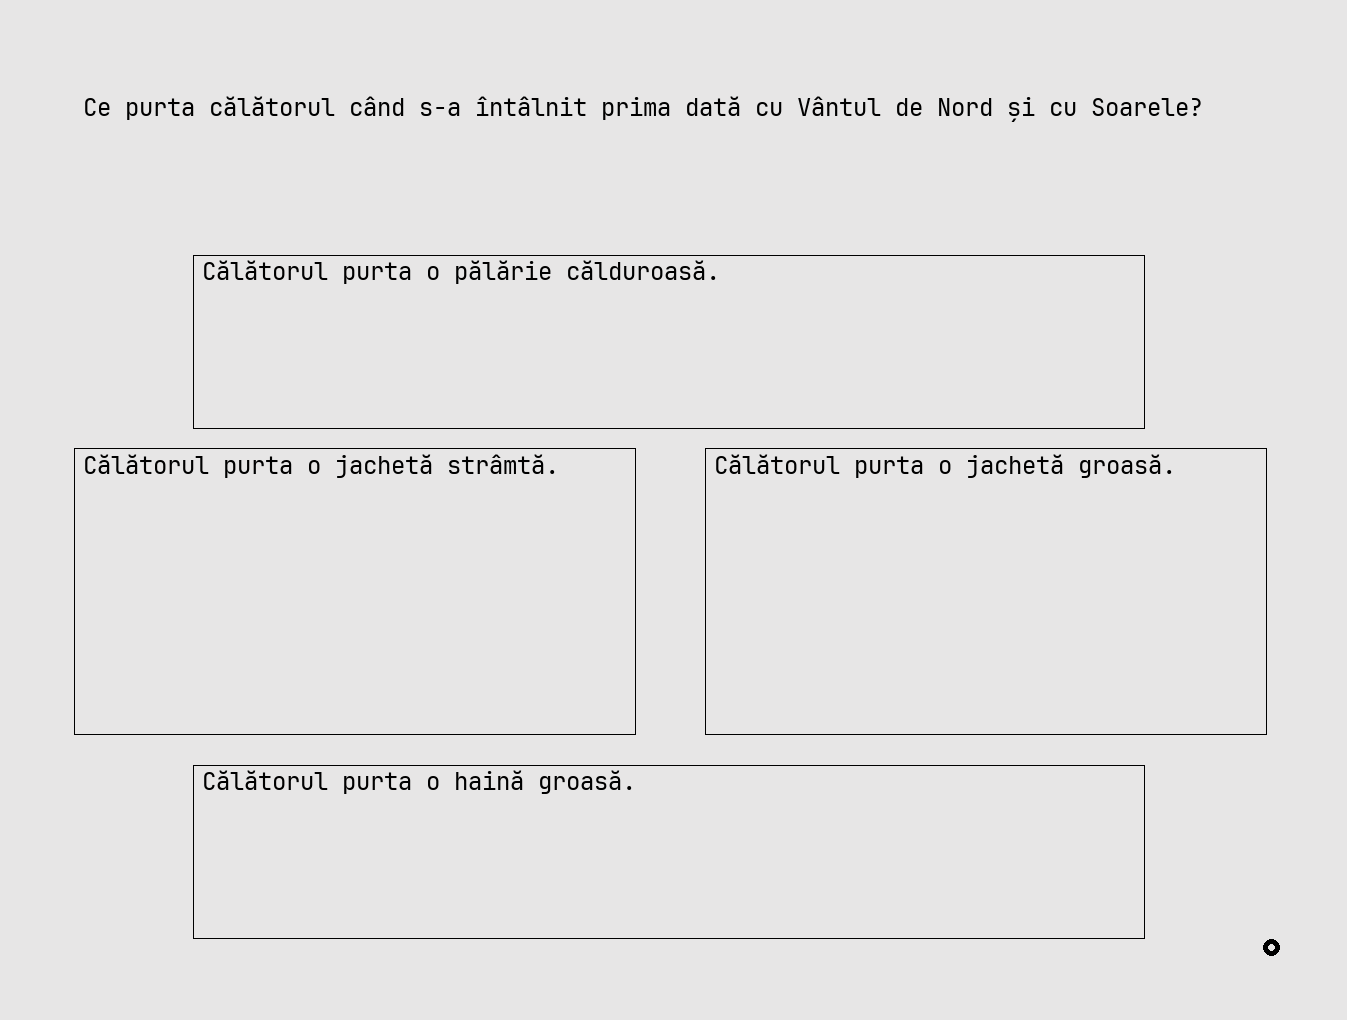 Ce purta călătorul când s-a întâlnit prima dată cu Vântul de Nord și cu Soarele?
Călătorul purta o pălărie călduroasă.
Călătorul purta o jachetă strâmtă.
Călătorul purta o jachetă groasă.
Călătorul purta o haină groasă.